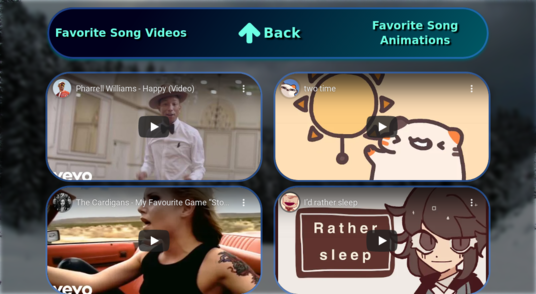 Favorite Song Videos
Back
Favorite Song
Animations
Pharrell Williams - Happy (Video)
two time
vevo
The Cardigans - My Favourite Game “Sto...
I'd rather sleep
Rather
sleep
vevo